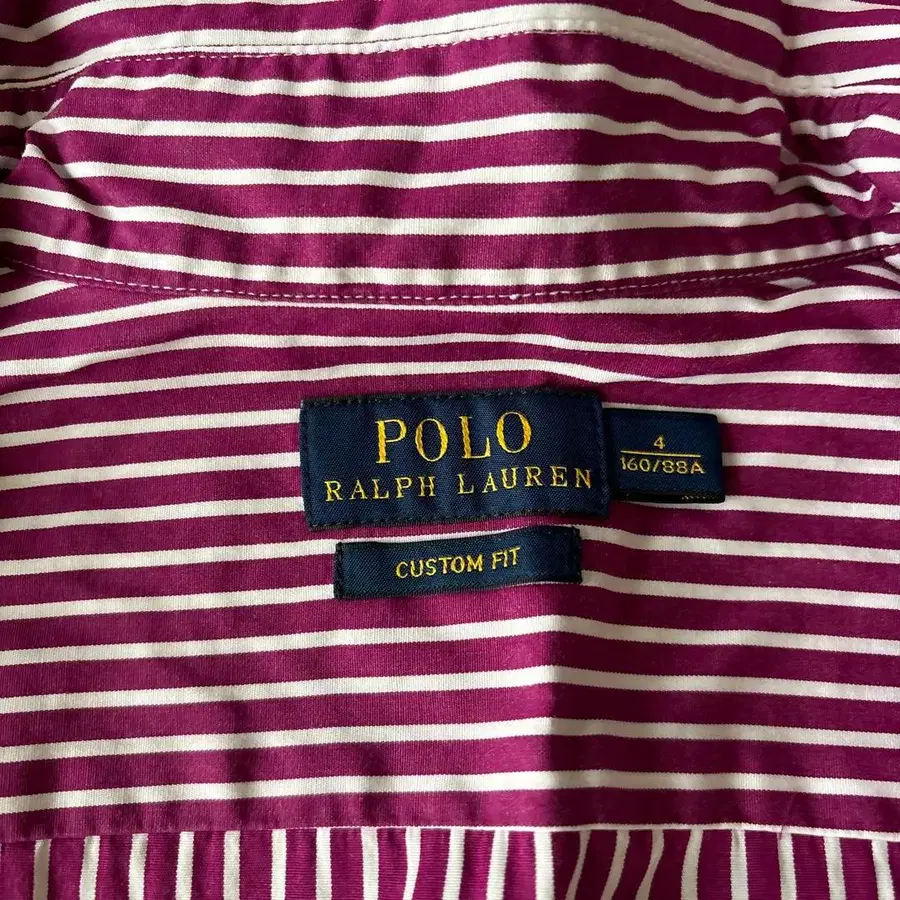 POLO
RALPH LAUREN
4
160/88A
CUSTOM FIT